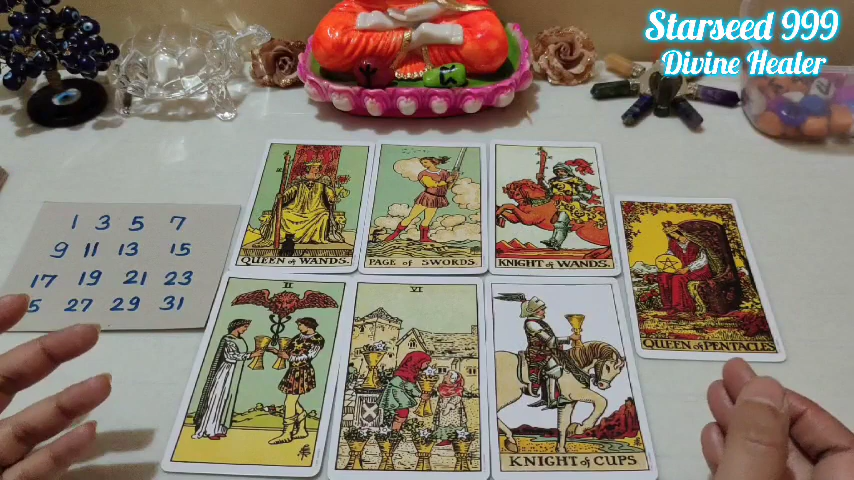 Starseed 999
Divine Healer
1 3 5 7
9 11 13 15
17 19 21 23
5 27 29 31
QUEEN of WANDS.
PAGE of SWORDS.
KNIGHT of WANDS.
QUEEN of PENTACLES.
II
VI
KNIGHT of CUPS